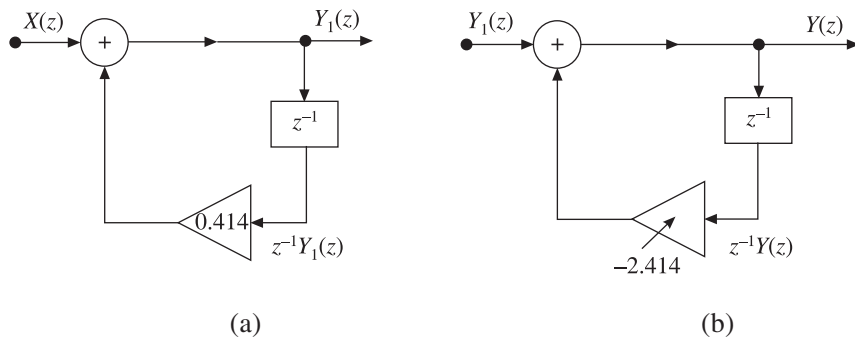 X(z)
+
Y₁(z)
z⁻¹
0.414
z⁻¹Y₁(z)
(a)
Y₁(z)
+
Y(z)
z⁻¹
−2.414
z⁻¹Y(z)
(b)